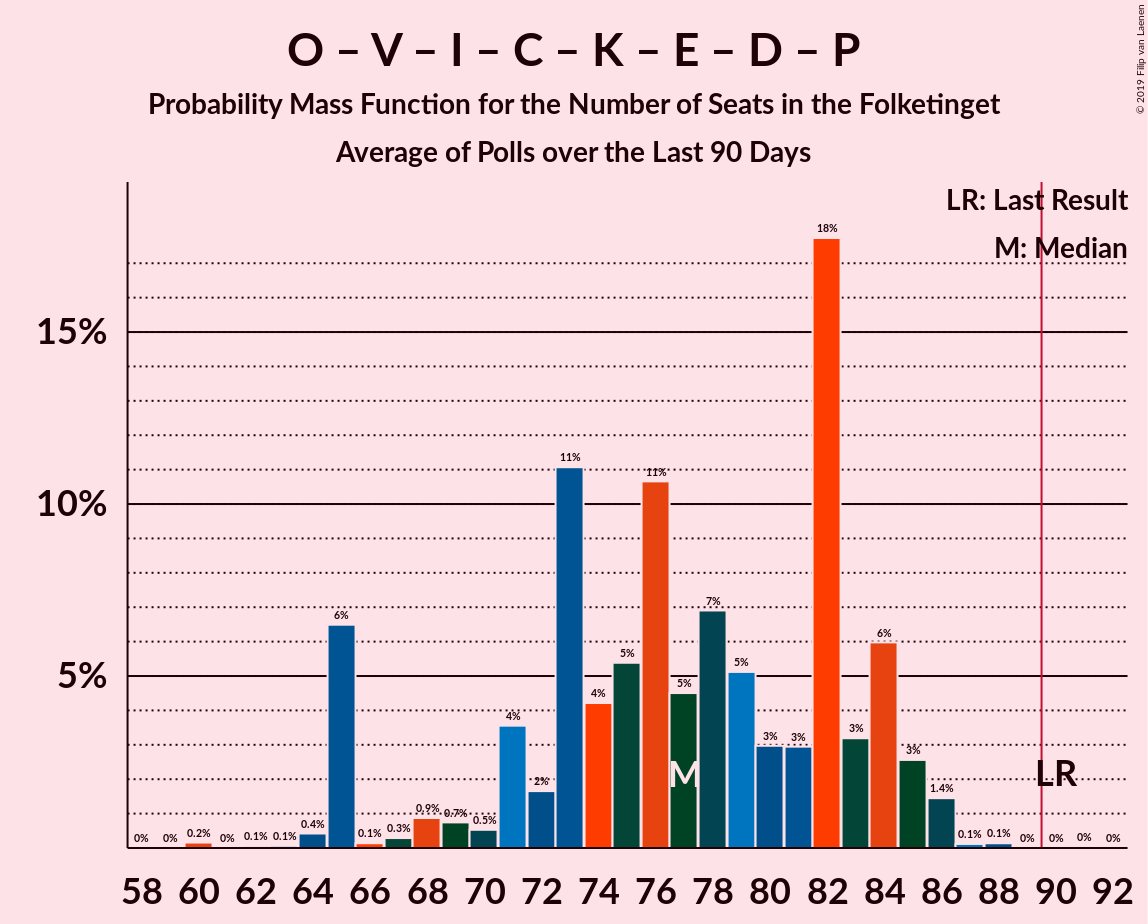 O – V – I – C – K – E – D – P
Probability Mass Function for the Number of Seats in the Folketinget
Average of Polls over the Last 90 Days
© 2019 Filip van Laenen
LR: Last Result
M: Median
15%
10%
5%
0% 0% 0.2% 0% 0.1% 0.1% 0.4% 6% 0.1% 0.3% 0.9% 0.7% 0.5% 4% 2% 11% 4% 5% 11% 5% 7% 5% 3% 3% 18% 3% 6% 3% 1.4% 0.1% 0.1% 0% 0% 0% 0%
M
LR
58 60 62 64 66 68 70 72 74 76 78 80 82 84 86 88 90 92